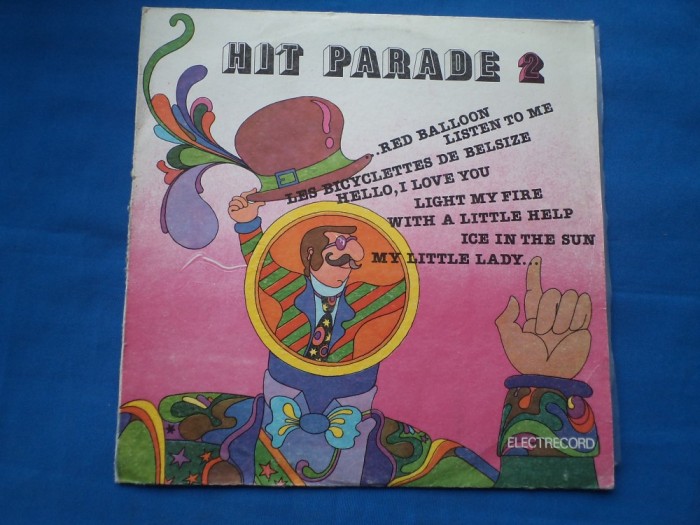 HIT PARADE 2
...RED BALLOON
LISTEN TO ME
LES BICYCLETTES DE BELSIZE
HELLO, I LOVE YOU
LIGHT MY FIRE
WITH A LITTLE HELP
ICE IN THE SUN
MY LITTLE LADY...
ELECTRECORD